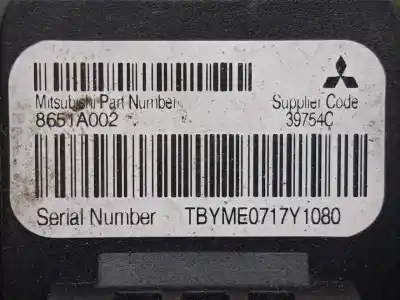 Mitsubishi Part Number
8651A002
Supplier Code
39754C
Serial Number TBYME0717Y1080